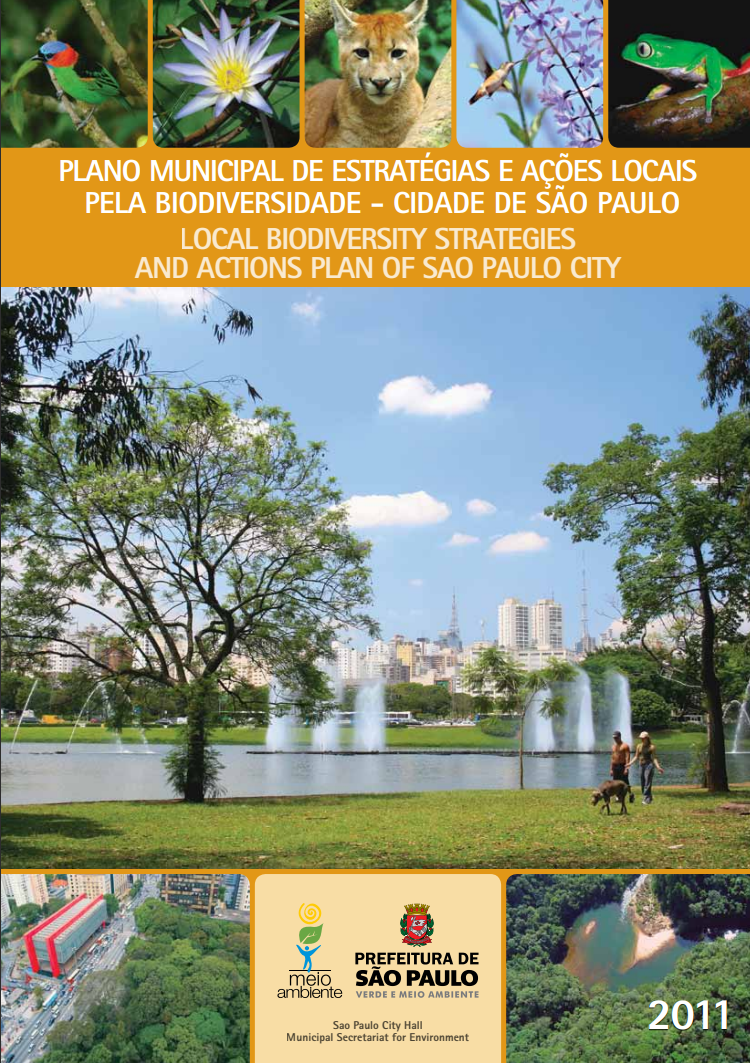 PLANO MUNICIPAL DE ESTRATÉGIAS E AÇÕES LOCAIS
PELA BIODIVERSIDADE - CIDADE DE SÃO PAULO
LOCAL BIODIVERSITY STRATEGIES
AND ACTIONS PLAN OF SAO PAULO CITY
meio
ambiente
PREFEITURA DE
SÃO PAULO
VERDE E MEIO AMBIENTE
Sao Paulo City Hall
Municipal Secretariat for Environment
2011